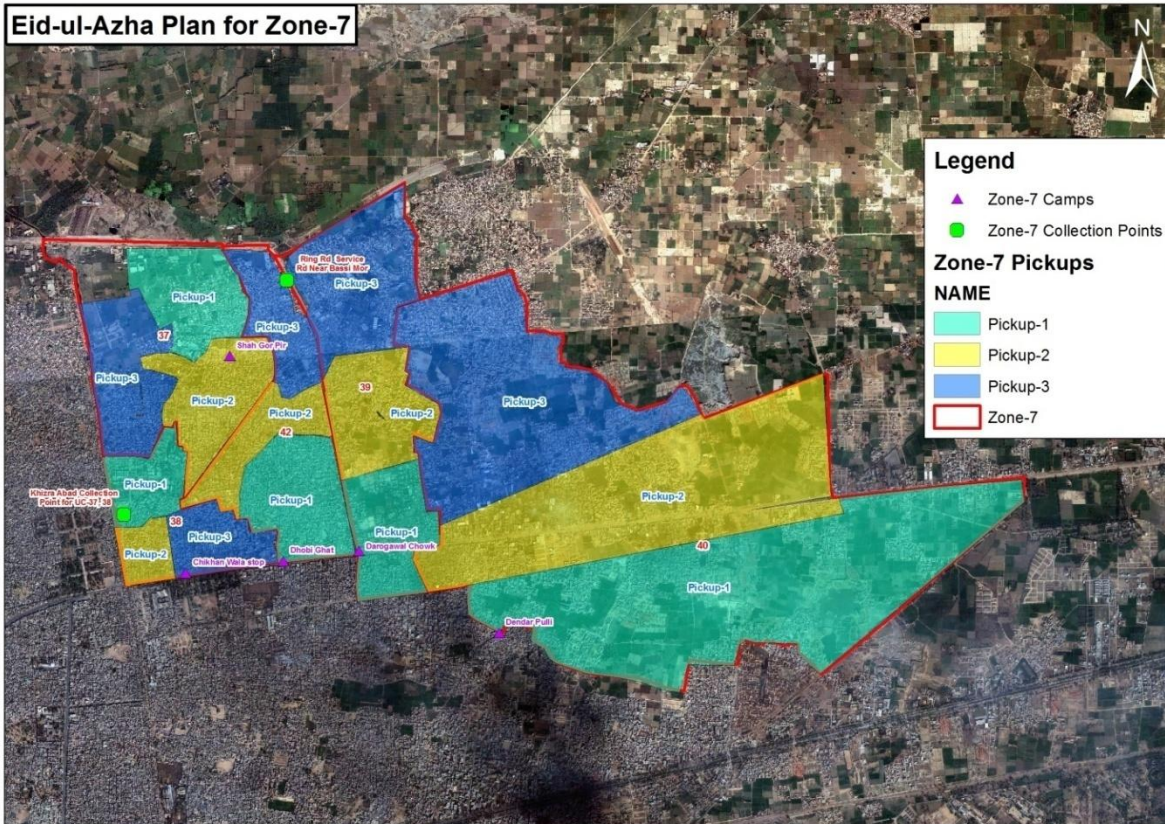 Eid-ul-Azha Plan for Zone-7
N
Legend
Zone-7 Camps
Zone-7 Collection Points
Zone-7 Pickups
NAME
Pickup-1
Pickup-2
Pickup-3
Zone-7
Ring Rd Service
Rd Near Bassi Mor
Pickup-3
Pickup-1
Pickup-3
37
Shah Gor Pir
Pickup-3
39
Pickup-3
Pickup-2
Pickup-2
Pickup-2
42
Pickup-1
Khizra Abad Collection
Point for UC-37, 38
Pickup-1
Pickup-2
38
Pickup-1
Pickup-3
Pickup-2
40
Darogawal Chowk
Dhobi Ghat
Chikhan Wala stop
Pickup-1
Dendar Pulli